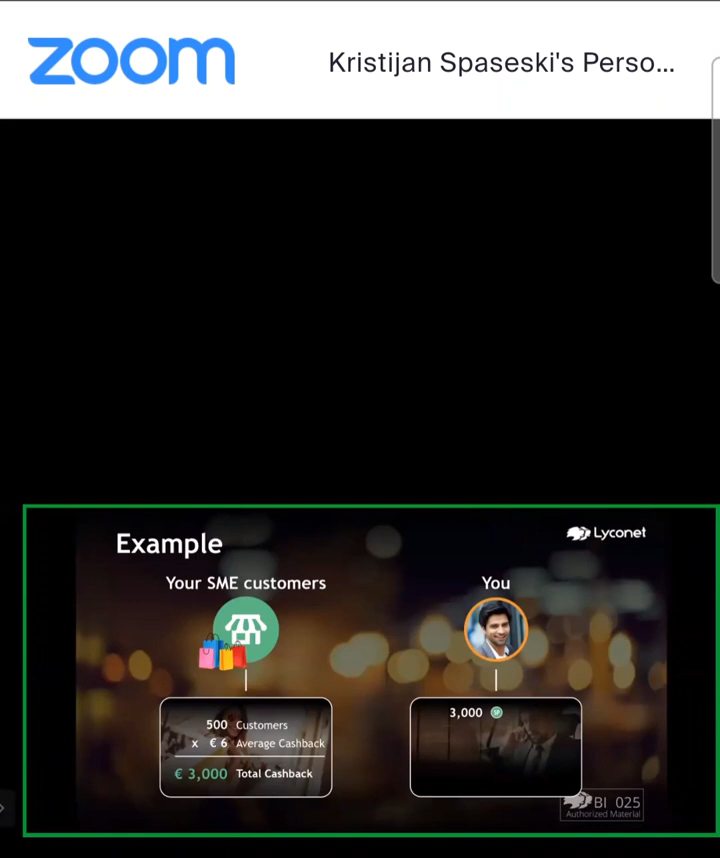 zoom
Kristijan Spaseski's Perso...
Example
Lyconet
Your SME customers
You
500 Customers
x € 6 Average Cashback
€ 3,000 Total Cashback
3,000 SP
BI 025
Authorized Material